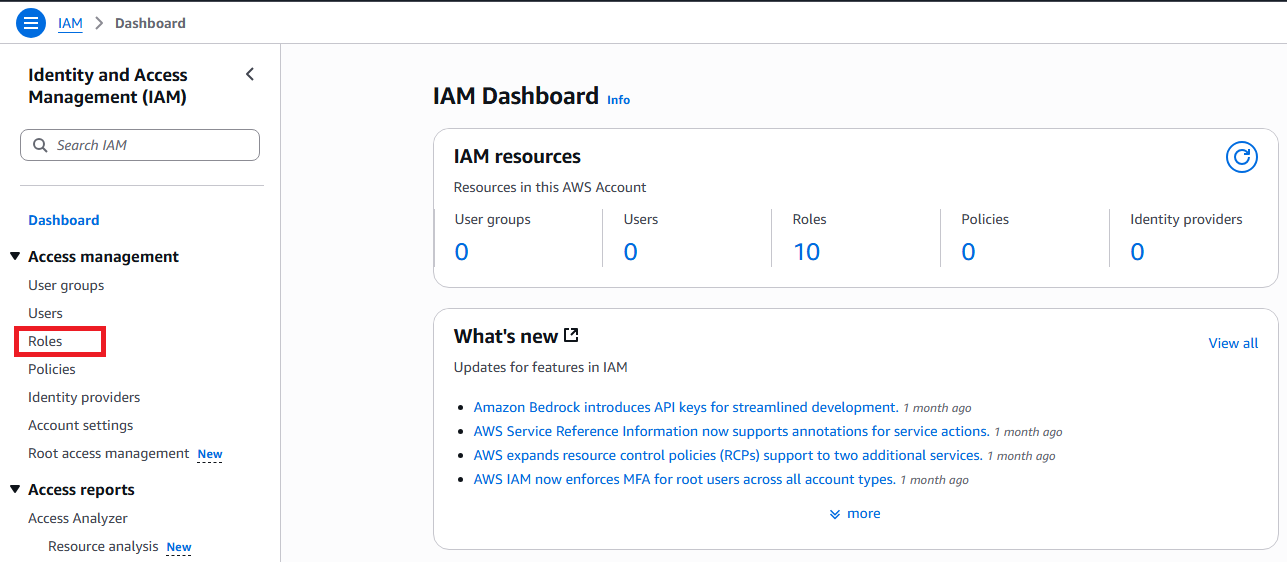 IAM > Dashboard
Identity and Access
Management (IAM)
Search IAM
Dashboard
Access management
User groups
Users
Roles
Policies
Identity providers
Account settings
Root access management New
Access reports
Access Analyzer
Resource analysis New
IAM Dashboard Info
IAM resources
Resources in this AWS Account
User groups
0
Users
0
Roles
10
Policies
0
Identity providers
0
What's new
View all
Updates for features in IAM
Amazon Bedrock introduces API keys for streamlined development. 1 month ago
AWS Service Reference Information now supports annotations for service actions. 1 month ago
AWS expands resource control policies (RCPs) support to two additional services. 1 month ago
AWS IAM now enforces MFA for root users across all account types. 1 month ago
more